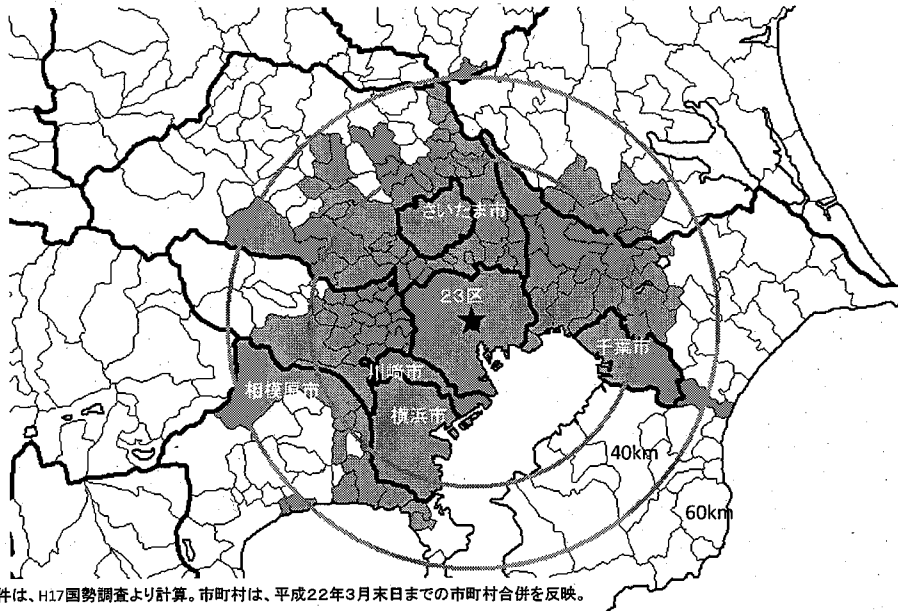 さいたま市
23区
千葉市
川崎市
相模原市
横浜市
40km
60km
件は、H17国勢調査より計算。市町村は、平成22年3月末日までの市町村合併を反映。